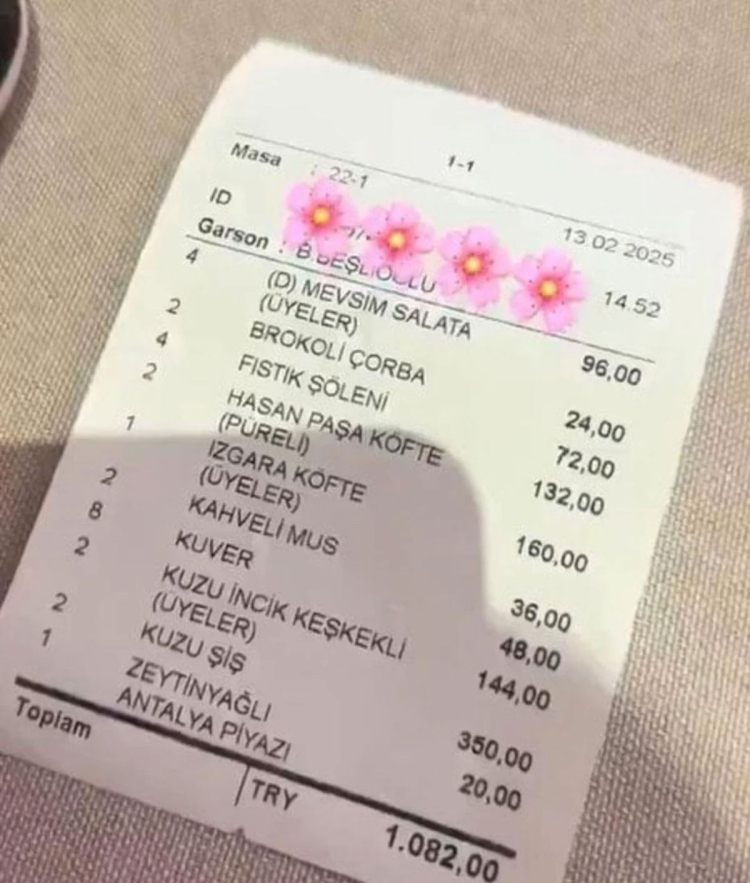 1-1
Masa : 22-1
13.02 2025
ID
14.52
Garson : B.BEŞLİOĞLU
4 (D) MEVSİM SALATA 96,00
(ÜYELER)
2 BROKOLİ ÇORBA 24,00
4 FISTIK ŞÖLENİ 72,00
2 HASAN PAŞA KÖFTE 132,00
(PÜRELİ)
1 IZGARA KÖFTE 160,00
(ÜYELER)
2 KAHVELİ MUS 36,00
8 KUVER 48,00
2 KUZU İNCİK KEŞKEKLİ 144,00
(ÜYELER)
2 KUZU ŞİŞ 350,00
1 ZEYTİNYAĞLI 20,00
ANTALYA PİYAZI
Toplam TRY 1.082,00